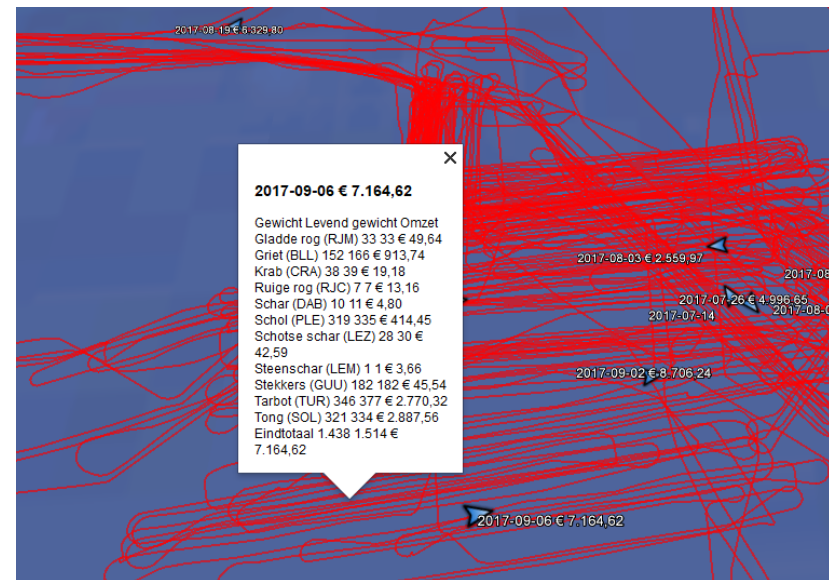 2017-08-19 € 6.329,80
2017-09-06 € 7.164,62
Gewicht Levend gewicht Omzet
Gladde rog (RJM) 33 33 € 49,64
Griet (BLL) 152 166 € 913,74
Krab (CRA) 38 39 € 19,18
Ruige rog (RJC) 7 7 € 13,16
Schar (DAB) 10 11 € 4,80
Schol (PLE) 319 335 € 414,45
Schotse schar (LEZ) 28 30 €
42,59
Steenschar (LEM) 1 1 € 3,66
Stekkers (GUU) 182 182 € 45,54
Tarbot (TUR) 346 377 € 2.770,32
Tong (SOL) 321 334 € 2.887,56
Eindtotaal 1.438 1.514 €
7.164,62
2017-08-03 € 2.559,97
2017-08
2017-07-26 € 4.996,65
2017-08-0
2017-07-14
2017-09-02 € 8.706,24
2017-09-06 € 7.164,62